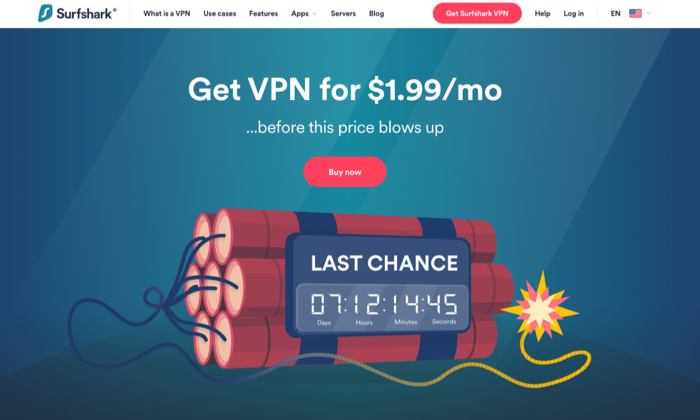 Surfshark®
What is a VPN Use cases Features Apps Servers Blog Get Surfshark VPN Help Log in EN
Get VPN for $1.99/mo
...before this price blows up
Buy now
LAST CHANCE
07:12:14:45
Days Hours Minutes Seconds